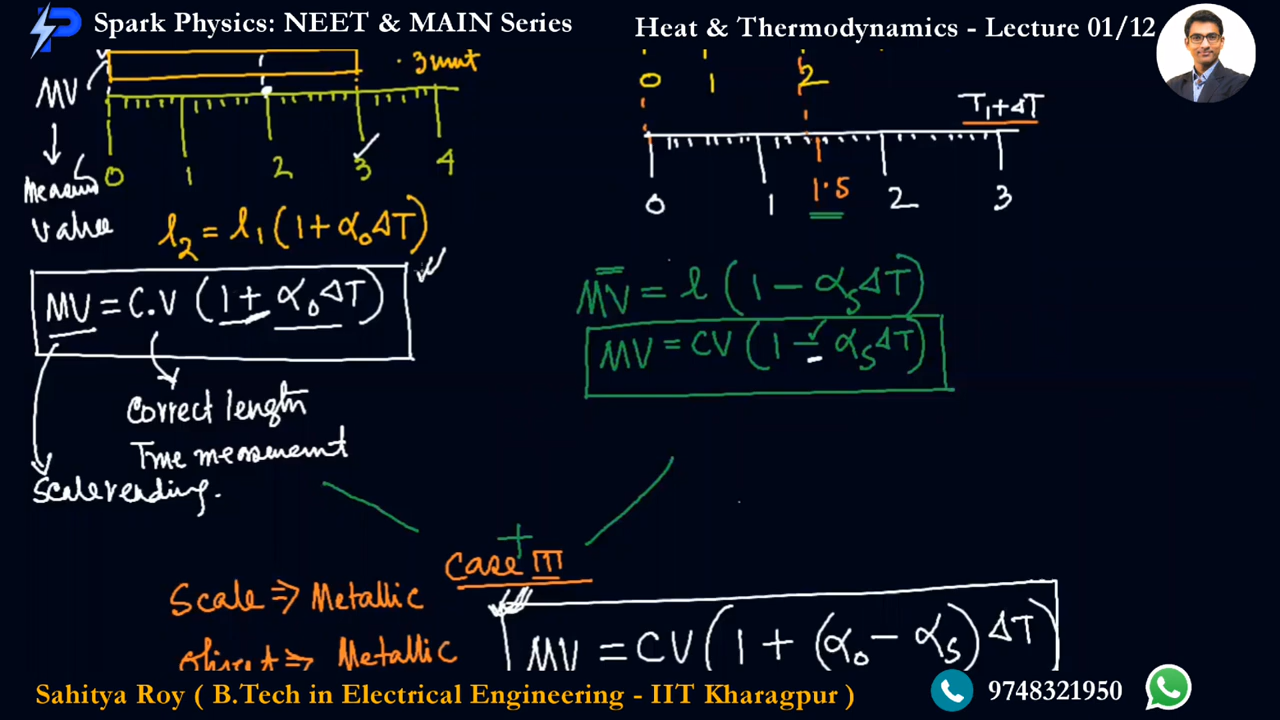 Spark Physics: NEET & MAIN Series
Heat & Thermodynamics - Lecture 01/12
MV
. 3 unit
0 1 2 3 4
Measured
Value
l₂ = l₁ (1 + α₀ΔT)
MV = C.V (1 + α₀ΔT)
Correct length
True measurement
Scale reading.
0 1 2
T₁+ΔT
0 1 1.5 2 3
MV = l (1 - αₛΔT)
MV = CV (1 - αₛΔT)
+
Case III
Scale ⇒ Metallic
Object ⇒ Metallic
MV = CV (1 + (α₀ - αₛ) ΔT)
Sahitya Roy ( B.Tech in Electrical Engineering - IIT Kharagpur )
9748321950